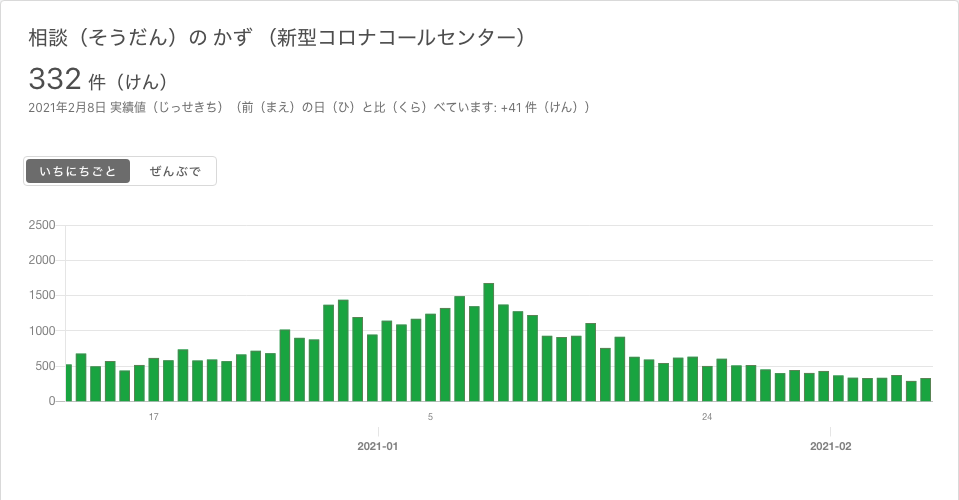 相談（そうだん）の かず （新型コロナコールセンター）
332 件（けん）
2021年2月8日 実績値（じっせきち）（前（まえ）の日（ひ）と比（くら）べています: +41 件（けん））
いちにちごと ぜんぶで
2500
2000
1500
1000
500
0
17 5 24
2021-01 2021-02